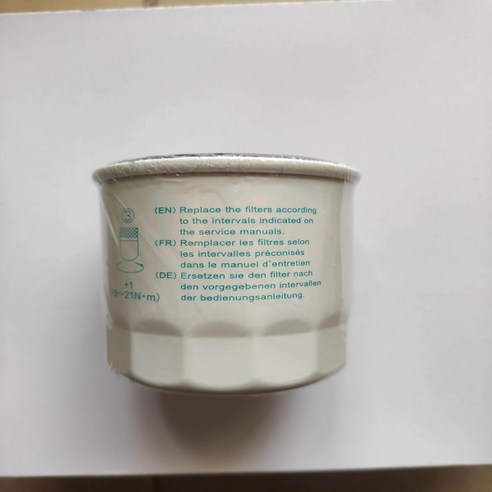 ③
(EN) Replace the filters according
to the intervals indicated on
the service manuals.
(FR) Remplacer les filtres selon
les intervalles préconisés
dans le manuel d'entretien
(DE) Ersetzen sie den filter nach
den vorgegebenen intervallen
der bedienungsanleitung.
+1
21N·m)